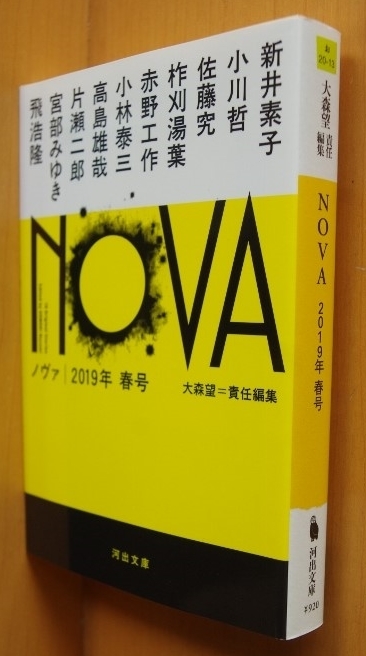 新井素子
小川哲
佐藤究
柞刈湯葉
赤野工作
小林泰三
高島雄哉
片瀬二郎
宮部みゆき
飛浩隆
NOVA
ノヴァ|2019年 春号
大森望=責任編集
河出文庫
お
20-13
大森望 責任編集
NOVA 2019年 春号
河出文庫
¥920